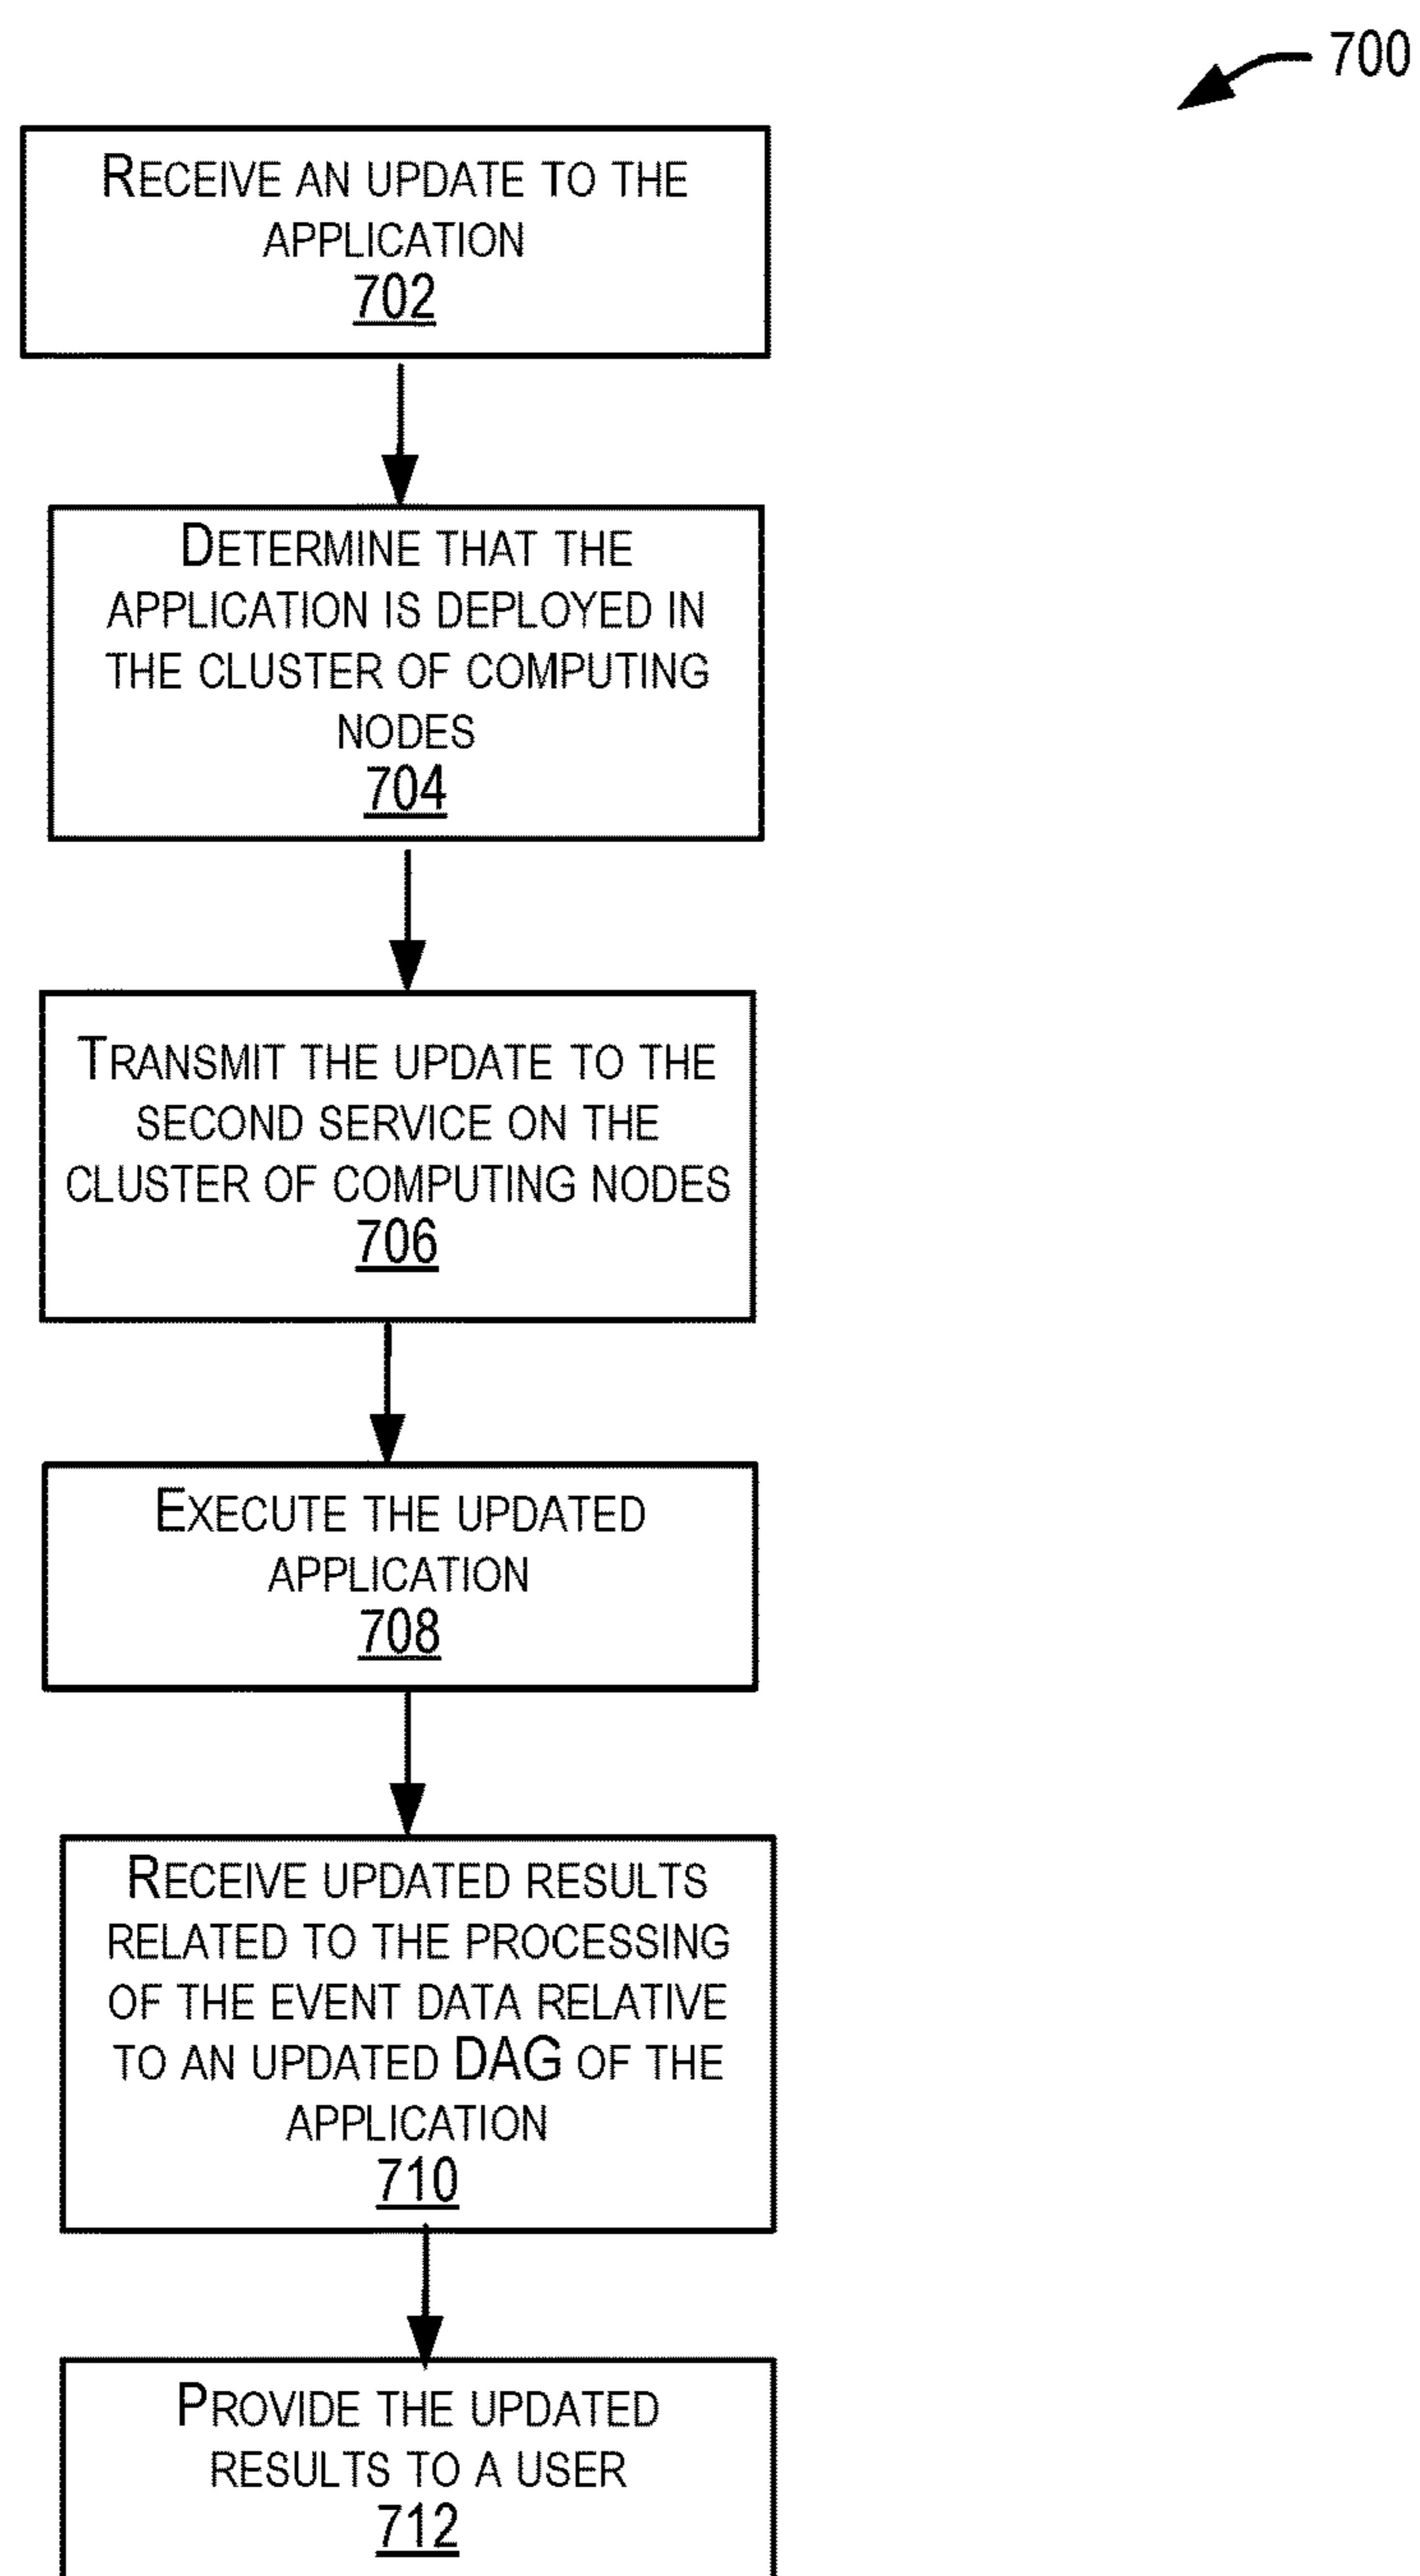 700
RECEIVE AN UPDATE TO THE
APPLICATION
702
DETERMINE THAT THE
APPLICATION IS DEPLOYED IN
THE CLUSTER OF COMPUTING
NODES
704
TRANSMIT THE UPDATE TO THE
SECOND SERVICE ON THE
CLUSTER OF COMPUTING NODES
706
EXECUTE THE UPDATED
APPLICATION
708
RECEIVE UPDATED RESULTS
RELATED TO THE PROCESSING
OF THE EVENT DATA RELATIVE
TO AN UPDATED DAG OF THE
APPLICATION
710
PROVIDE THE UPDATED
RESULTS TO A USER
712